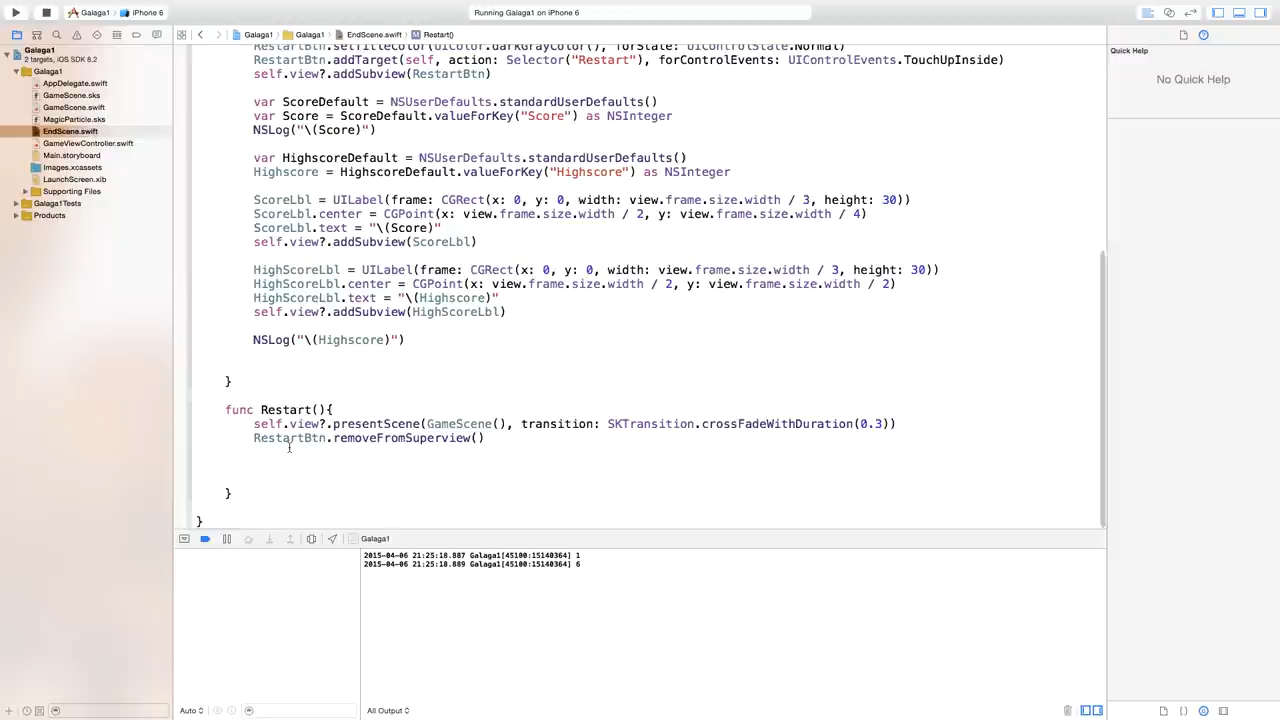 Galaga1 › iPhone 6
Running Galaga1 on iPhone 6
Galaga1 › Galaga1 › EndScene.swift › Restart()
Galaga1
2 targets, iOS SDK 8.2
Galaga1
AppDelegate.swift
GameScene.sks
GameScene.swift
MagicParticle.sks
EndScene.swift
GameViewController.swift
Main.storyboard
Images.xcassets
LaunchScreen.xib
Supporting Files
Galaga1Tests
Products
RestartBtn.setTitleColor(UIColor.darkGrayColor(), forState: UIControlState.Normal)
RestartBtn.addTarget(self, action: Selector("Restart"), forControlEvents: UIControlEvents.TouchUpInside)
self.view?.addSubview(RestartBtn)
var ScoreDefault = NSUserDefaults.standardUserDefaults()
var Score = ScoreDefault.valueForKey("Score") as NSInteger
NSLog("\(Score)")
var HighscoreDefault = NSUserDefaults.standardUserDefaults()
Highscore = HighscoreDefault.valueForKey("Highscore") as NSInteger
ScoreLbl = UILabel(frame: CGRect(x: 0, y: 0, width: view.frame.size.width / 3, height: 30))
ScoreLbl.center = CGPoint(x: view.frame.size.width / 2, y: view.frame.size.width / 4)
ScoreLbl.text = "\(Score)"
self.view?.addSubview(ScoreLbl)
HighScoreLbl = UILabel(frame: CGRect(x: 0, y: 0, width: view.frame.size.width / 3, height: 30))
HighScoreLbl.center = CGPoint(x: view.frame.size.width / 2, y: view.frame.size.width / 2)
HighScoreLbl.text = "\(Highscore)"
self.view?.addSubview(HighScoreLbl)
NSLog("\(Highscore)")
}
func Restart(){
self.view?.presentScene(GameScene(), transition: SKTransition.crossFadeWithDuration(0.3))
RestartBtn.removeFromSuperview()
}
}
Galaga1
2015-04-06 21:25:18.887 Galaga1[45100:15140364] 1
2015-04-06 21:25:18.889 Galaga1[45100:15140364] 6
Auto
All Output
Quick Help
No Quick Help